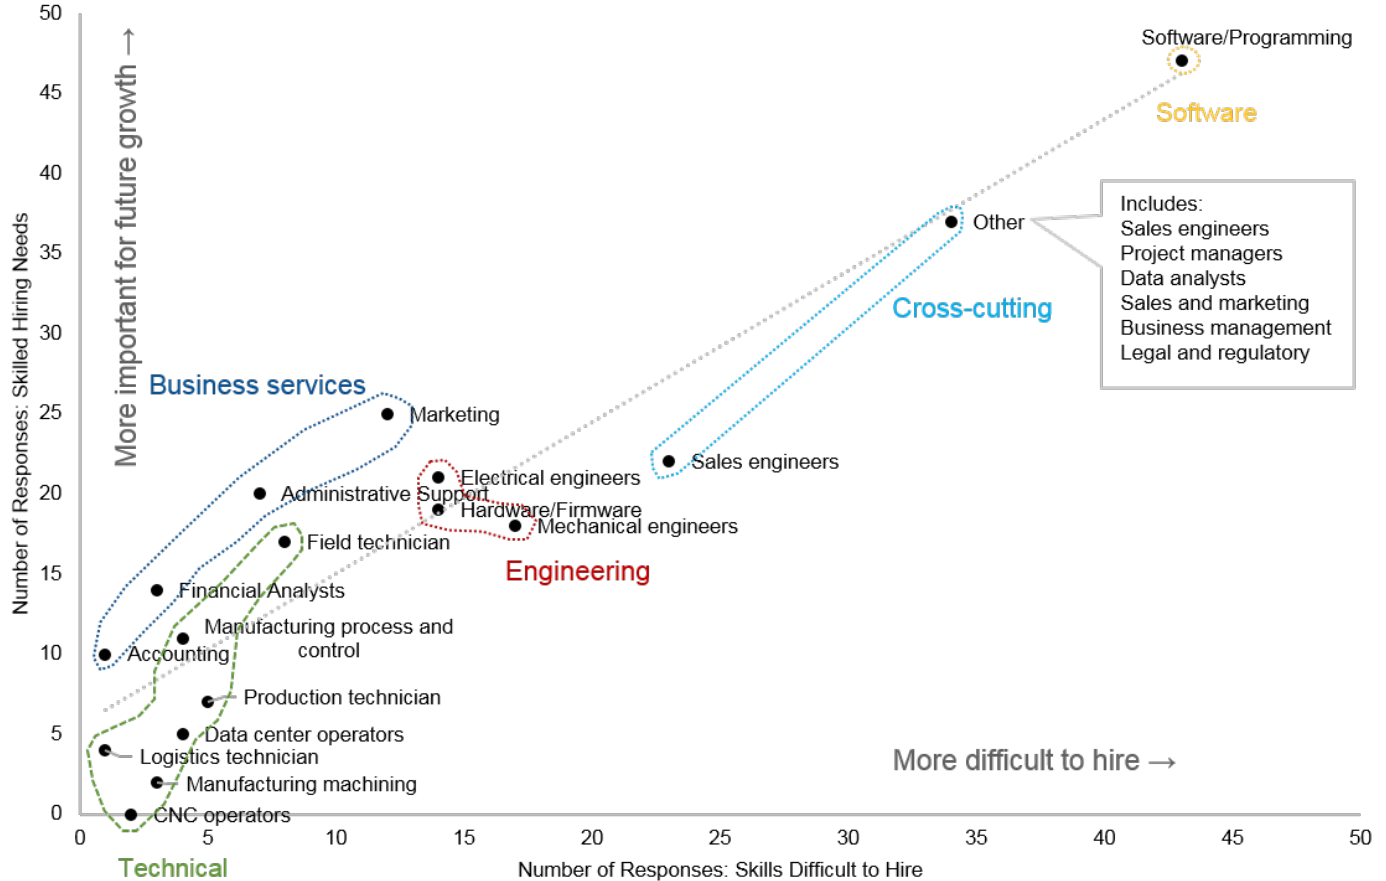 50
45
40
35
30
25
20
15
10
5
0
0 5 10 15 20 25 30 35 40 45 50
Number of Responses: Skilled Hiring Needs
More important for future growth →
Software/Programming
Software
Other
Includes:
Sales engineers
Project managers
Data analysts
Sales and marketing
Business management
Legal and regulatory
Cross-cutting
Business services
Marketing
Sales engineers
Electrical engineers
Administrative Support
Hardware/Firmware
Mechanical engineers
Field technician
Engineering
Financial Analysts
Manufacturing process and
control
Accounting
Production technician
Data center operators
Logistics technician
More difficult to hire →
Manufacturing machining
CNC operators
Technical
Number of Responses: Skills Difficult to Hire